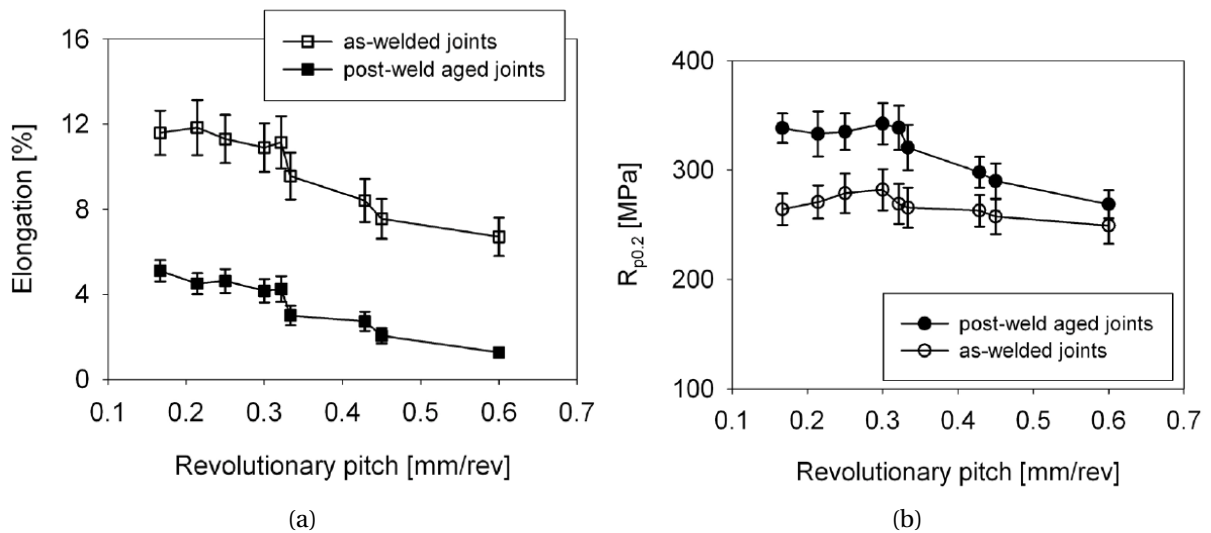 16
12
8
4
0
Elongation [%]
as-welded joints
post-weld aged joints
0.1 0.2 0.3 0.4 0.5 0.6 0.7
Revolutionary pitch [mm/rev]
(a)
400
300
200
100
Rp0.2 [MPa]
post-weld aged joints
as-welded joints
0.1 0.2 0.3 0.4 0.5 0.6 0.7
Revolutionary pitch [mm/rev]
(b)